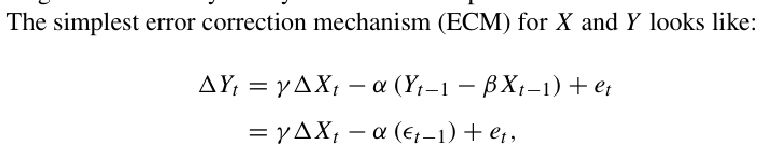 The simplest error correction mechanism (ECM) for X and Y looks like:
ΔY_t = γΔX_t − α (Y_{t−1} − βX_{t−1}) + e_t
= γΔX_t − α (ϵ_{t−1}) + e_t,